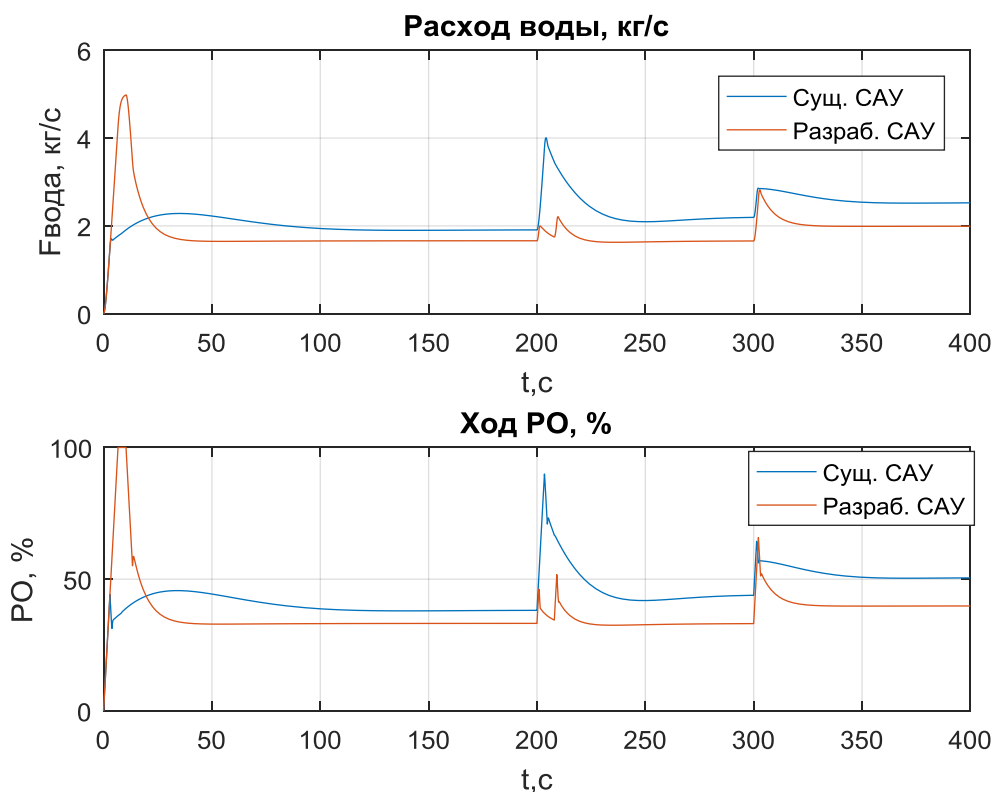 Расход воды, кг/с
Fвода, кг/с
6
4
2
0
Сущ. САУ
Разраб. САУ
0 50 100 150 200 250 300 350 400
t,с
Ход РО, %
РО, %
100
50
0
Сущ. САУ
Разраб. САУ
0 50 100 150 200 250 300 350 400
t,с